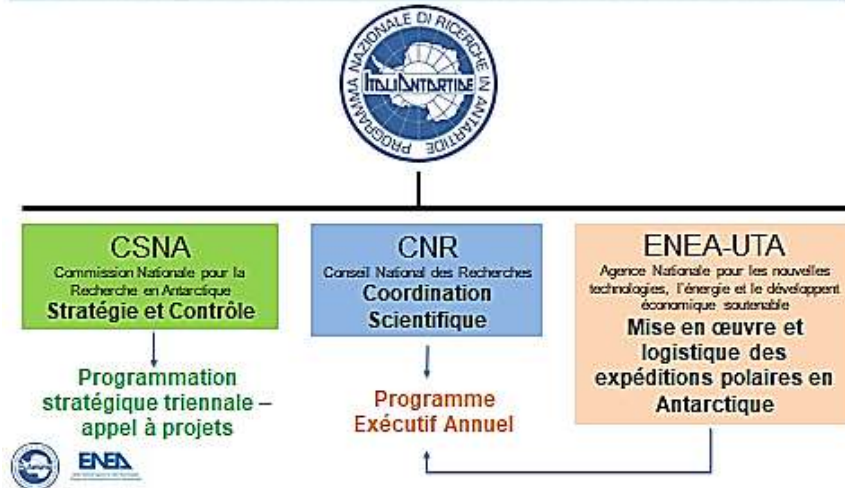 PROGRAMMA NAZIONALE DI RICERCHE IN ANTARTIDE
ITALIANTARTIDE
CSNA
Commission Nationale pour la
Recherche en Antarctique
Stratégie et Contrôle
CNR
Conseil National des Recherches
Coordination
Scientifique
ENEA-UTA
Agence Nationale pour les nouvelles
technologies, l'énergie et le développent
économique soutenable
Mise en œuvre et
logistique des
expéditions polaires en
Antarctique
Programmation
stratégique triennale –
appel à projets
Programme
Exécutif Annuel
ENEA